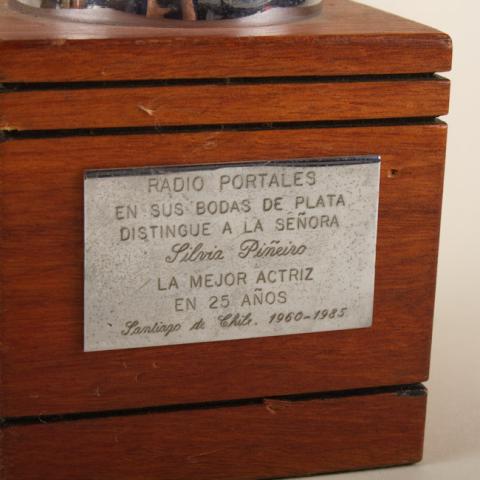 RADIO PORTALES
EN SUS BODAS DE PLATA
DISTINGUE A LA SEÑORA
Silvia Piñeiro
LA MEJOR ACTRIZ
EN 25 AÑOS
Santiago de Chile. 1960-1985